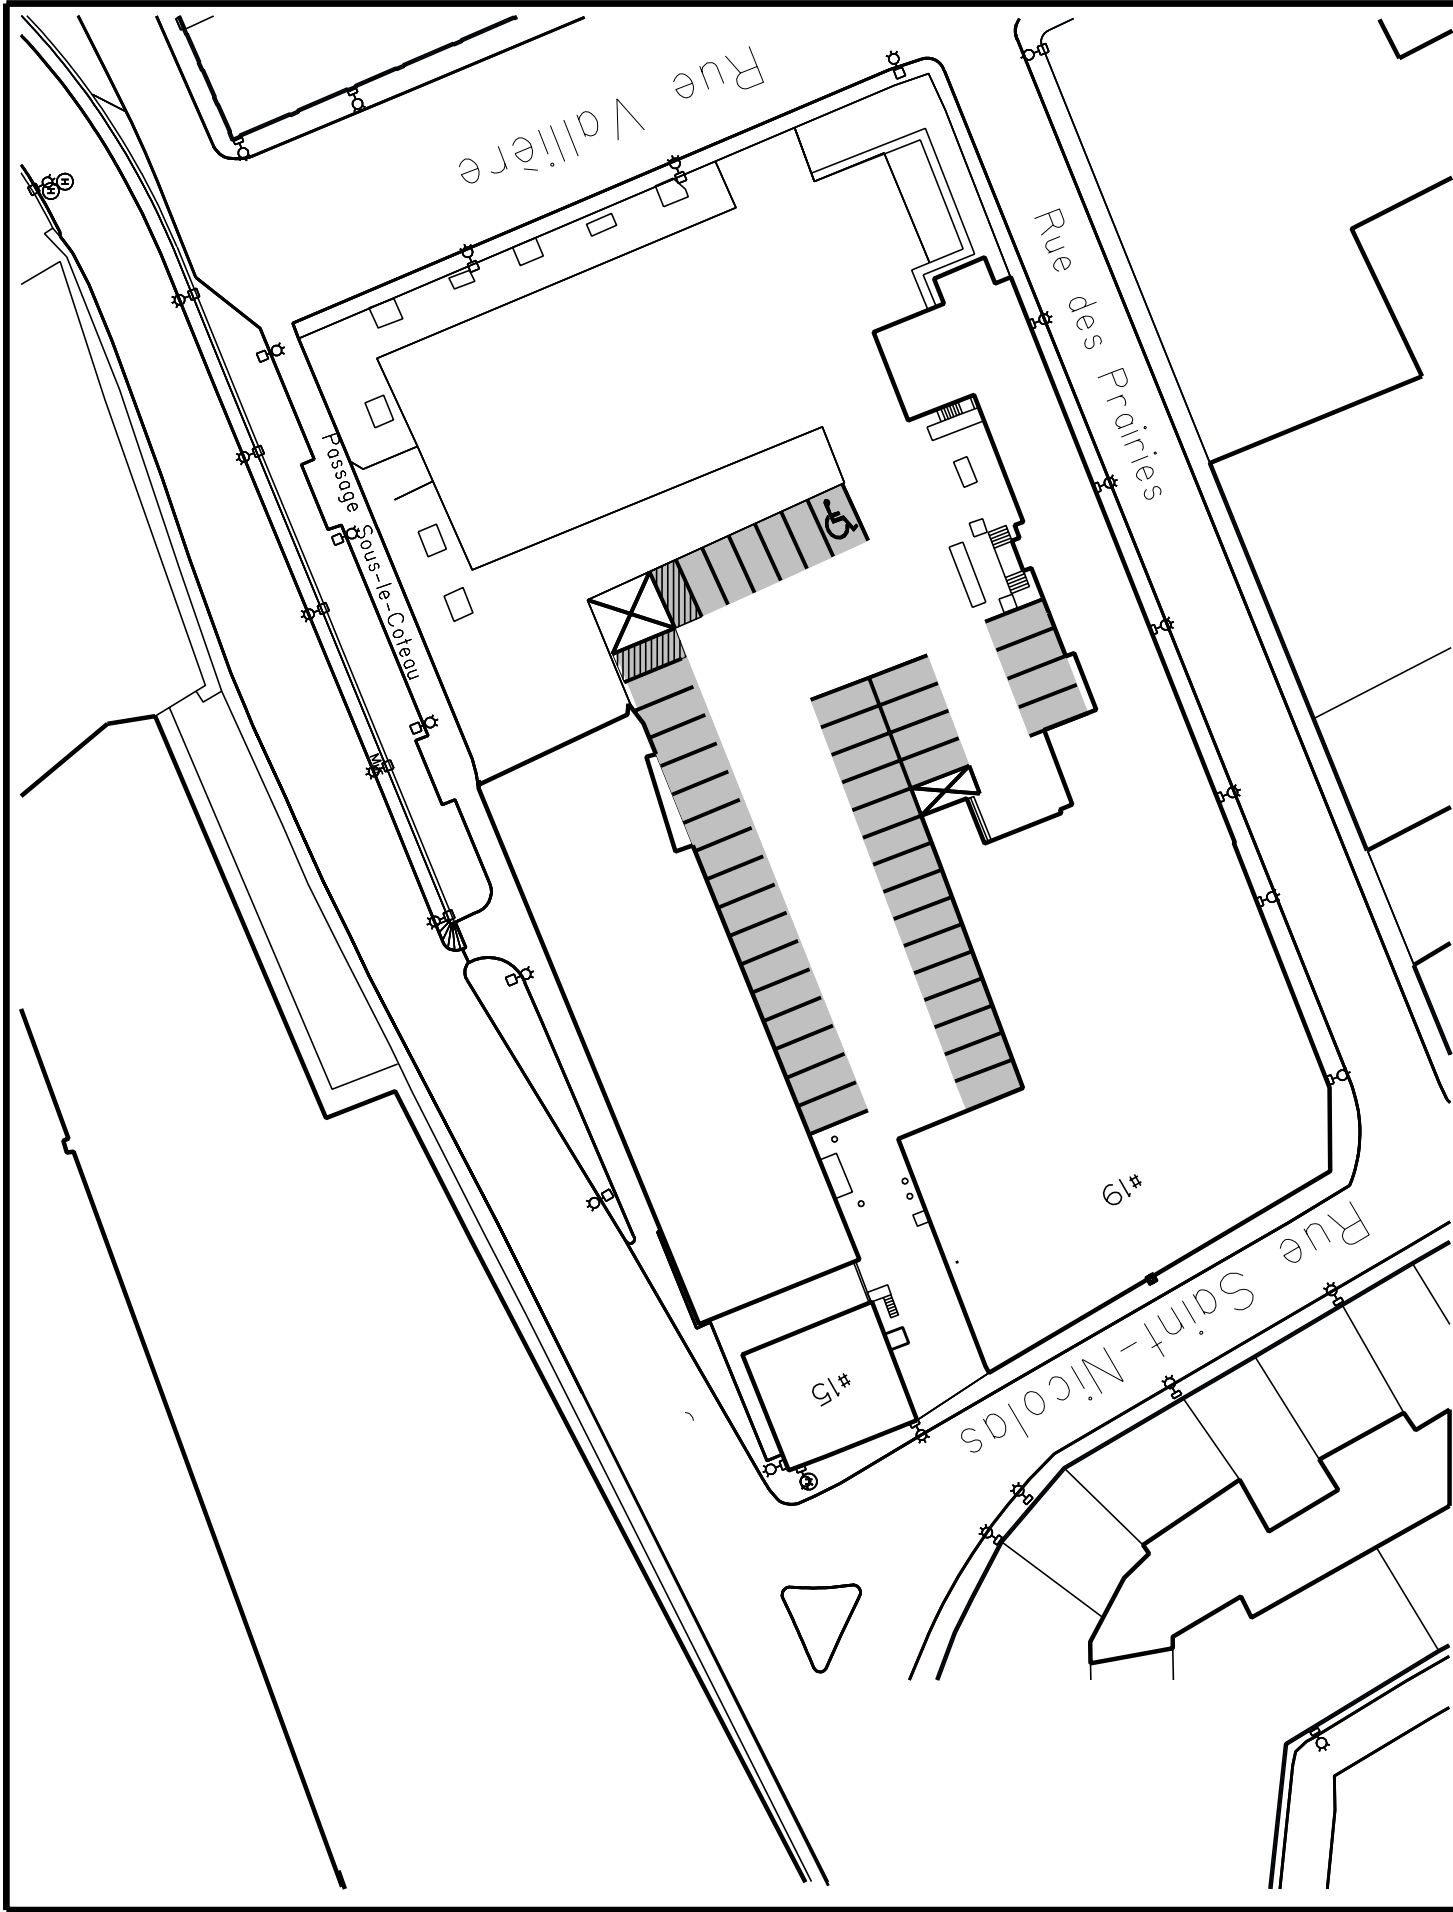 Rue Vallière
Rue des Prairies
Passage Sous-le-Coteau
#19
Rue Saint-Nicolas
#15